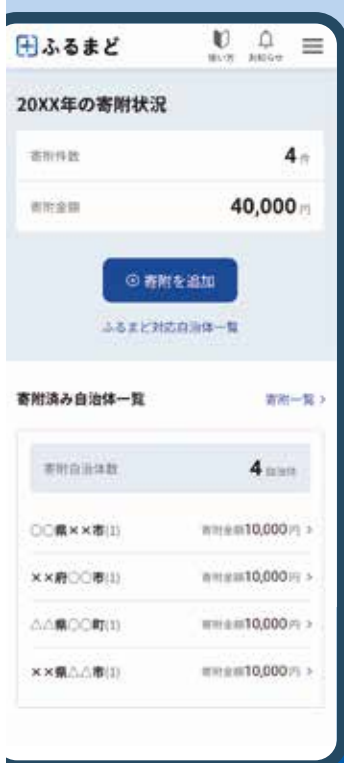 ふるまど
使い方 お知らせ
20XX年の寄附状況
寄附件数 4件
寄附金額 40,000円
寄附を追加
ふるまど対応自治体一覧
寄附済み自治体一覧 寄附一覧 >
寄附自治体数 4自治体
〇〇県××市(1) 寄附金額10,000円 >
××府〇〇市(1) 寄附金額10,000円 >
△△県〇〇町(1) 寄附金額10,000円 >
××県△△市(1) 寄附金額10,000円 >